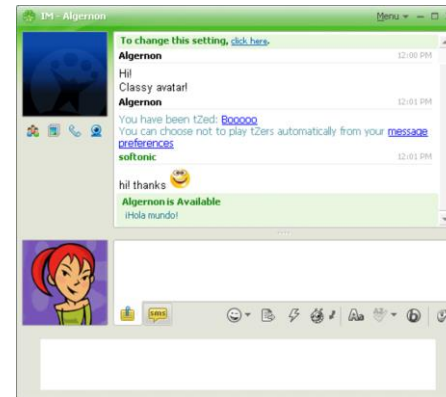 IM - Algernon
Menu
To change this setting, click here.
Algernon 12:00 PM
Hi!
Classy avatar!
Algernon 12:01 PM
You have been tZed: Booooo
You can choose not to play tZers automatically from your message
preferences
softonic 12:01 PM
hi! thanks
Algernon is Available
¡Hola mundo!
SMS
Aa
b